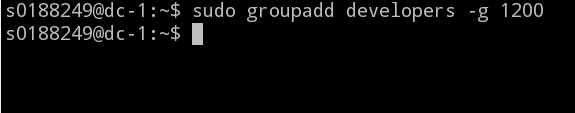 s0188249@dc-1:~$ sudo groupadd developers -g 1200
s0188249@dc-1:~$